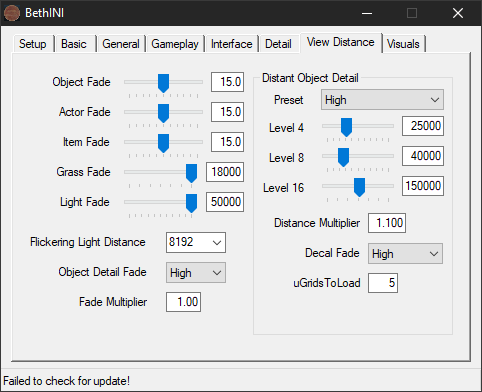 BethINI
Setup Basic General Gameplay Interface Detail View Distance Visuals
Object Fade 15.0
Actor Fade 15.0
Item Fade 15.0
Grass Fade 18000
Light Fade 50000
Flickering Light Distance 8192
Object Detail Fade High
Fade Multiplier 1.00
Distant Object Detail
Preset High
Level 4 25000
Level 8 40000
Level 16 150000
Distance Multiplier 1.100
Decal Fade High
uGridsToLoad 5
Failed to check for update!